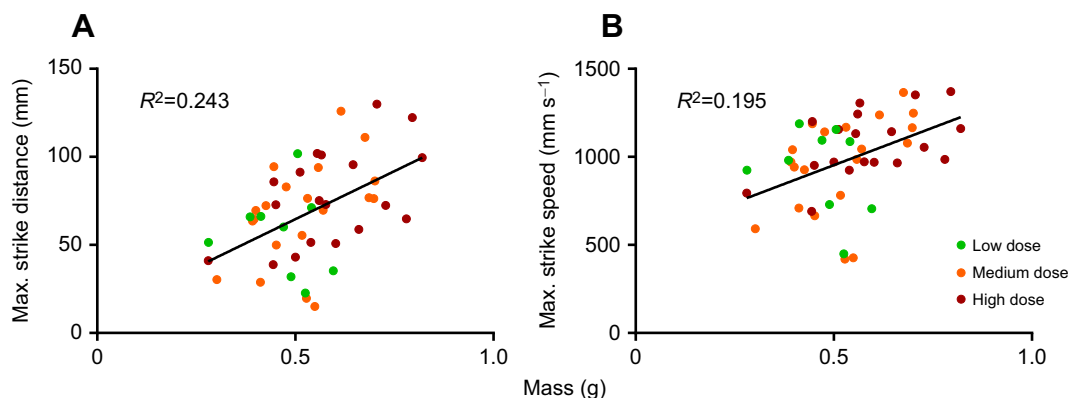 A
Max. strike distance (mm)
150
100
50
0
R²=0.243
0
0.5
1.0
B
Max. strike speed (mm s⁻¹)
1500
1000
500
0
R²=0.195
Low dose
Medium dose
High dose
0
0.5
1.0
Mass (g)